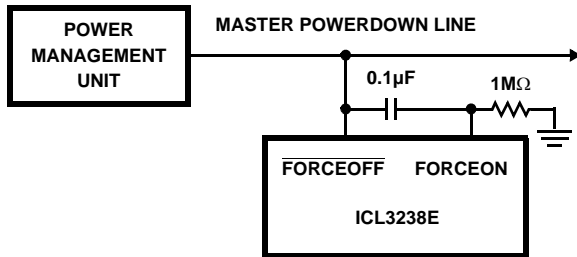 POWER
MANAGEMENT
UNIT
MASTER POWERDOWN LINE
0.1µF
1MΩ
FORCEOFF FORCEON
ICL3238E